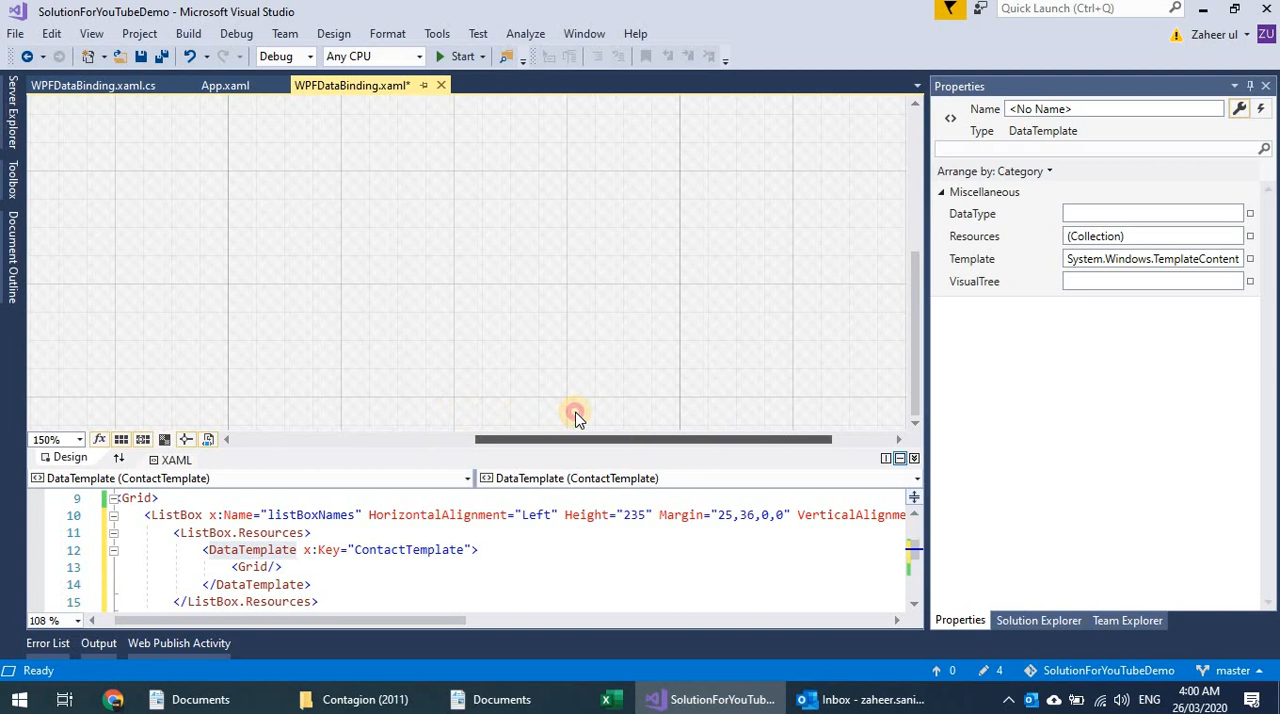 SolutionForYouTubeDemo - Microsoft Visual Studio
Quick Launch (Ctrl+Q)
File Edit View Project Build Debug Team Design Format Tools Test Analyze Window Help
Zaheer ul
ZU
Debug
Any CPU
Start
Server Explorer
Toolbox
Document Outline
WPFDataBinding.xaml.cs
App.xaml
WPFDataBinding.xaml*
Properties
Name <No Name>
Type DataTemplate
Arrange by: Category
Miscellaneous
DataType
Resources (Collection)
Template System.Windows.TemplateContent
VisualTree
150%
Design
XAML
DataTemplate (ContactTemplate)
DataTemplate (ContactTemplate)
9 <Grid>
10 <ListBox x:Name="listBoxNames" HorizontalAlignment="Left" Height="235" Margin="25,36,0,0" VerticalAlignme
11 <ListBox.Resources>
12 <DataTemplate x:Key="ContactTemplate">
13 <Grid/>
14 </DataTemplate>
15 </ListBox.Resources>
108 %
Properties Solution Explorer Team Explorer
Error List Output Web Publish Activity
Ready
0
4
SolutionForYouTubeDemo
master
Documents
Contagion (2011)
Documents
SolutionForYouTub...
Inbox - zaheer.sani...
ENG
4:00 AM
26/03/2020